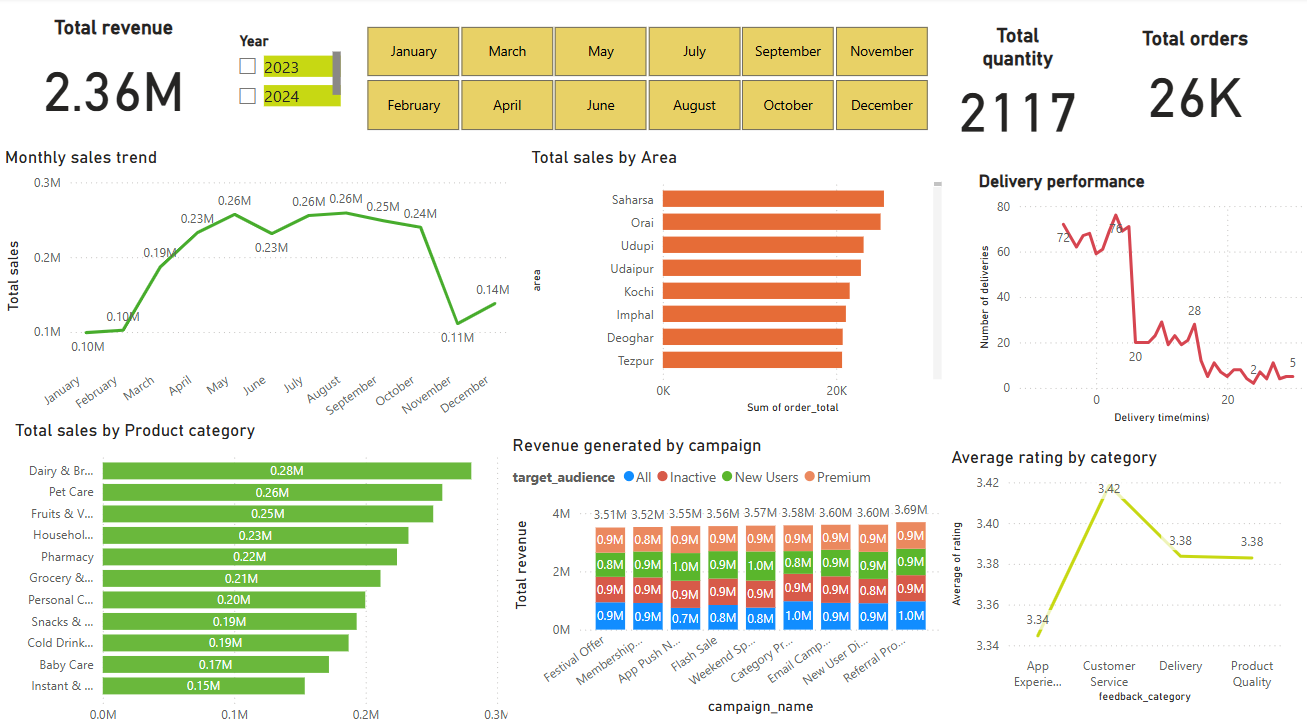 Total revenue
2.36M
Year
2023
2024
January
March
May
July
September
November
February
April
June
August
October
December
Total
quantity
2117
Total orders
26K
Monthly sales trend
Total sales
0.3M
0.2M
0.1M
0.10M
0.10M
0.19M
0.23M
0.26M
0.23M
0.26M
0.26M
0.25M
0.24M
0.11M
0.14M
January
February
March
April
May
June
July
August
September
October
November
December
Total sales by Area
area
Saharsa
Orai
Udupi
Udaipur
Kochi
Imphal
Deoghar
Tezpur
0K
20K
Sum of order_total
Delivery performance
Number of deliveries
80
60
40
20
0
72
76
20
28
2
5
0
20
Delivery time(mins)
Total sales by Product category
Dairy & Br... 0.28M
Pet Care 0.26M
Fruits & V... 0.25M
Househol... 0.23M
Pharmacy 0.22M
Grocery &... 0.21M
Personal C... 0.20M
Snacks & ... 0.19M
Cold Drink... 0.19M
Baby Care 0.17M
Instant & ... 0.15M
0.0M
0.1M
0.2M
0.3M
Revenue generated by campaign
target_audience All Inactive New Users Premium
Total revenue
4M
2M
0M
3.51M 3.52M 3.55M 3.56M 3.57M 3.58M 3.60M 3.60M 3.69M
0.9M 0.8M 0.9M 0.9M 0.9M 0.9M 0.9M 0.9M 0.9M
0.8M 0.9M 1.0M 0.9M 1.0M 0.8M 0.9M 0.9M 0.9M
0.9M 0.9M 0.9M 0.9M 0.9M 0.9M 0.9M 0.8M 0.9M
0.9M 0.9M 0.7M 0.8M 0.8M 1.0M 0.9M 0.9M 1.0M
Festival Offer
Membership...
App Push N...
Flash Sale
Weekend Sp...
Category Pr...
Email Camp...
New User Di...
Referral Pro...
campaign_name
Average rating by category
Average of rating
3.42
3.40
3.38
3.36
3.34
3.34
3.42
3.38
3.38
App
Experie...
Customer
Service
Delivery
Product
Quality
feedback_category